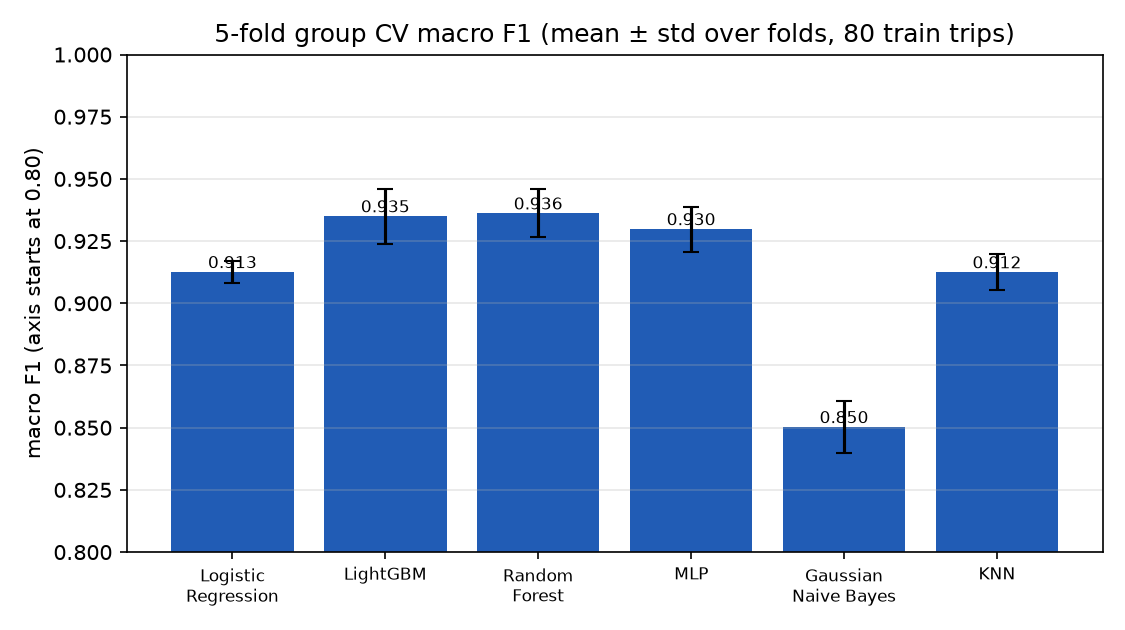 5-fold group CV macro F1 (mean ± std over folds, 80 train trips)
macro F1 (axis starts at 0.80)
1.000
0.975
0.950
0.925
0.900
0.875
0.850
0.825
0.800
0.913
0.935
0.936
0.930
0.850
0.912
Logistic
Regression
LightGBM
Random
Forest
MLP
Gaussian
Naive Bayes
KNN